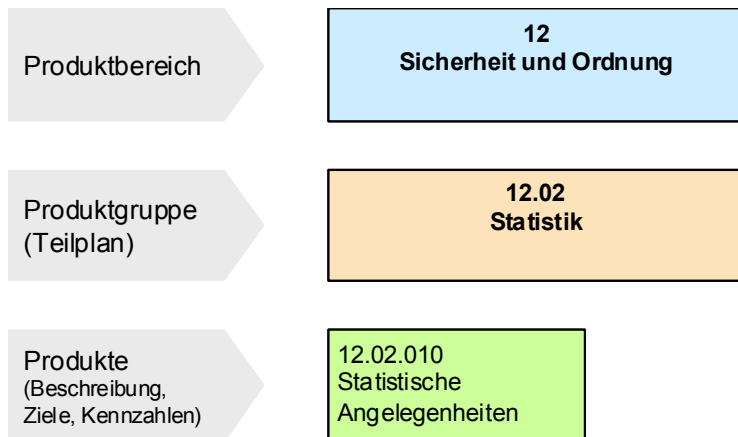 Produktbereich
12
Sicherheit und Ordnung
Produktgruppe
(Teilplan)
12.02
Statistik
Produkte
(Beschreibung,
Ziele, Kennzahlen)
12.02.010
Statistische
Angelegenheiten